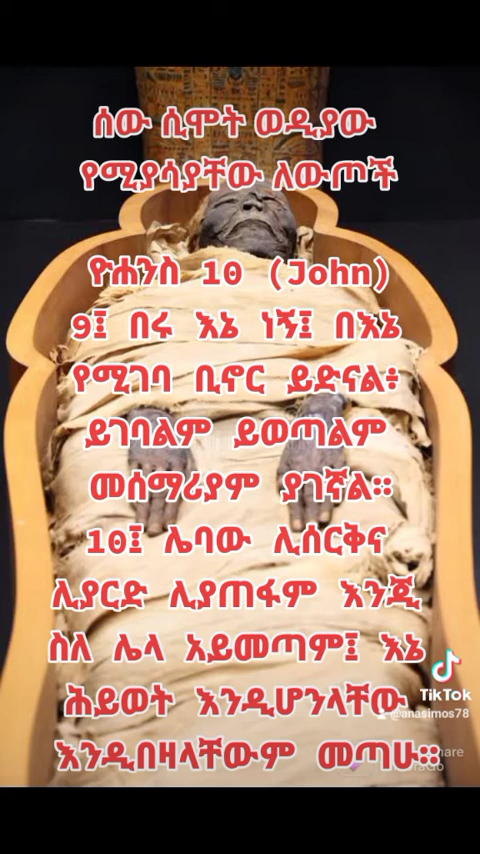 ሰው ሲሞት ወዲያው
የሚያሳያቸው ለውጦች
ዮሐንስ 10 (John)
9፤ በሩ እኔ ነኝ፤ በእኔ
የሚገባ ቢኖር ይድናል፥
ይገባልም ይወጣልም
መሰማሪያም ያገኛል።
10፤ ሌባው ሊሰርቅና
ሊያርድ ሊያጠፋም እንጂ
ስለ ሌላ አይመጣም፤ እኔ
ሕይወት እንዲሆንላቸው
እንዲበዛላቸውም መጣሁ።
TikTok
@anasimos78